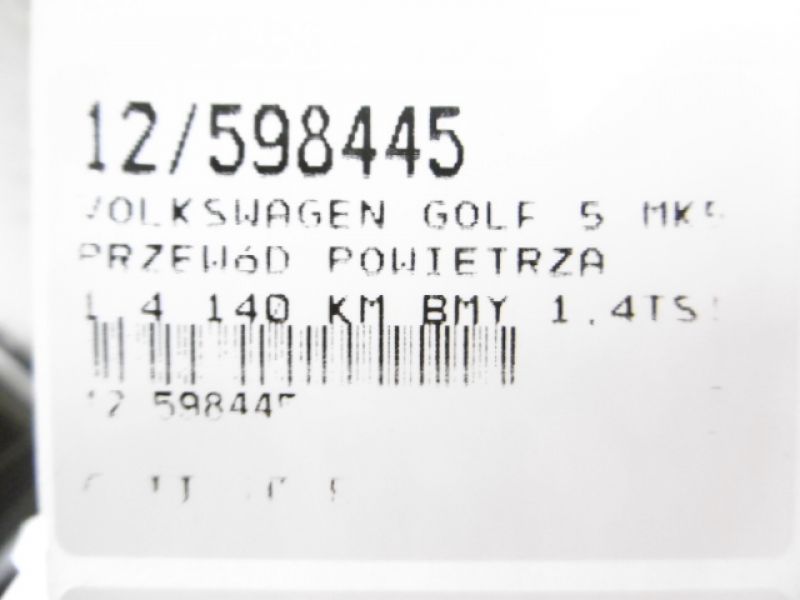 12/598445
VOLKSWAGEN GOLF 5 MK5
PRZEWóD POWIETRZA
1.4 140 KM BMY 1.4TSI
12 598445